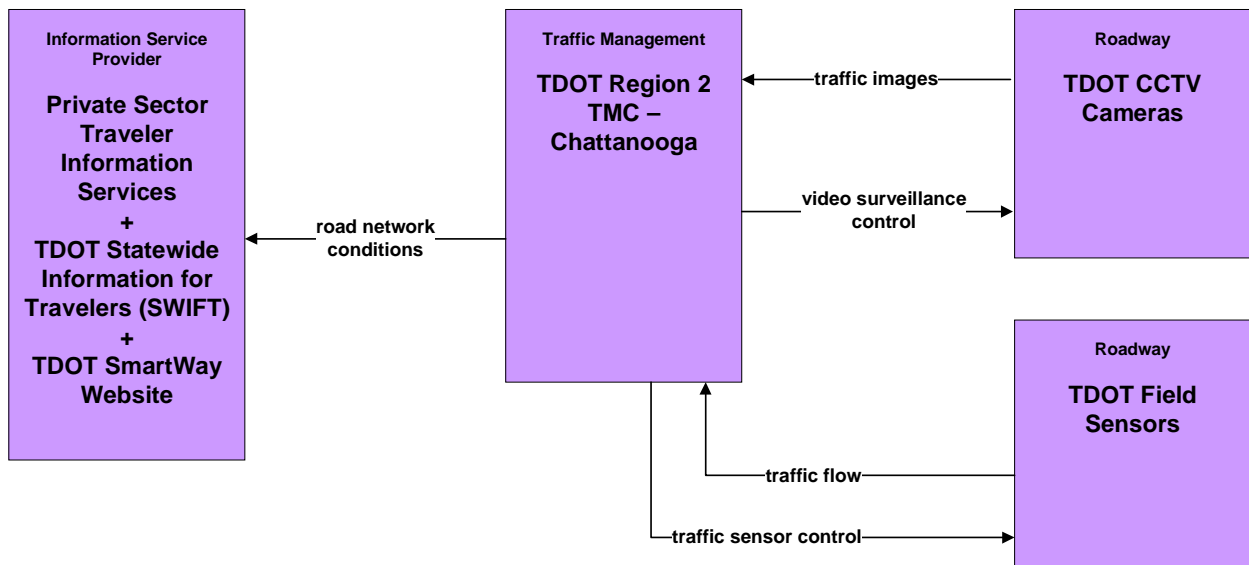 Information Service
Provider
Private Sector
Traveler
Information
Services
+
TDOT Statewide
Information for
Travelers (SWIFT)
+
TDOT SmartWay
Website
road network
conditions
Traffic Management
TDOT Region 2
TMC –
Chattanooga
traffic images
video surveillance
control
traffic flow
traffic sensor control
Roadway
TDOT CCTV
Cameras
Roadway
TDOT Field
Sensors